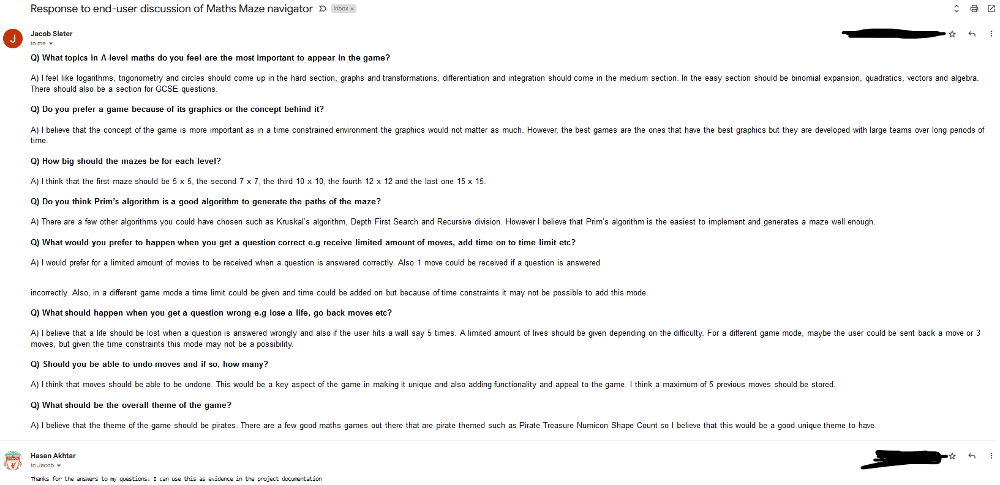 Response to end-user discussion of Maths Maze navigator Inbox x
J
Jacob Slater
to me
Q) What topics in A-level maths do you feel are the most important to appear in the game?
A) I feel like logarithms, trigonometry and circles should come up in the hard section, graphs and transformations, differentiation and integration should come in the medium section. In the easy section should be binomial expansion, quadratics, vectors and algebra.
There should also be a section for GCSE questions.
Q) Do you prefer a game because of its graphics or the concept behind it?
A) I believe that the concept of the game is more important as in a time constrained environment the graphics would not matter as much. However, the best games are the ones that have the best graphics but they are developed with large teams over long periods of
time.
Q) How big should the mazes be for each level?
A) I think that the first maze should be 5 x 5, the second 7 x 7, the third 10 x 10, the fourth 12 x 12 and the last one 15 x 15.
Q) Do you think Prim's algorithm is a good algorithm to generate the paths of the maze?
A) There are a few other algorithms you could have chosen such as Kruskal's algorithm, Depth First Search and Recursive division. However I believe that Prim's algorithm is the easiest to implement and generates a maze well enough.
Q) What would you prefer to happen when you get a question correct e.g receive limited amount of moves, add time on to time limit etc?
A) I would prefer for a limited amount of movies to be received when a question is answered correctly. Also 1 move could be received if a question is answered
incorrectly. Also, in a different game mode a time limit could be given and time could be added on but because of time constraints it may not be possible to add this mode.
Q) What should happen when you get a question wrong e.g lose a life, go back moves etc?
A) I believe that a life should be lost when a question is answered wrongly and also if the user hits a wall say 5 times. A limited amount of lives should be given depending on the difficulty. For a different game mode, maybe the user could be sent back a move or 3
moves, but given the time constraints this mode may not be a possibility.
Q) Should you be able to undo moves and if so, how many?
A) I think that moves should be able to be undone. This would be a key aspect of the game in making it unique and also adding functionality and appeal to the game. I think a maximum of 5 previous moves should be stored.
Q) What should be the overall theme of the game?
A) I believe that the theme of the game should be pirates. There are a few good maths games out there that are pirate themed such as Pirate Treasure Numicon Shape Count so I believe that this would be a good unique theme to have.
Hasan Akhtar
to Jacob
Thanks for the answers to my questions. I can use this as evidence in the project documentation